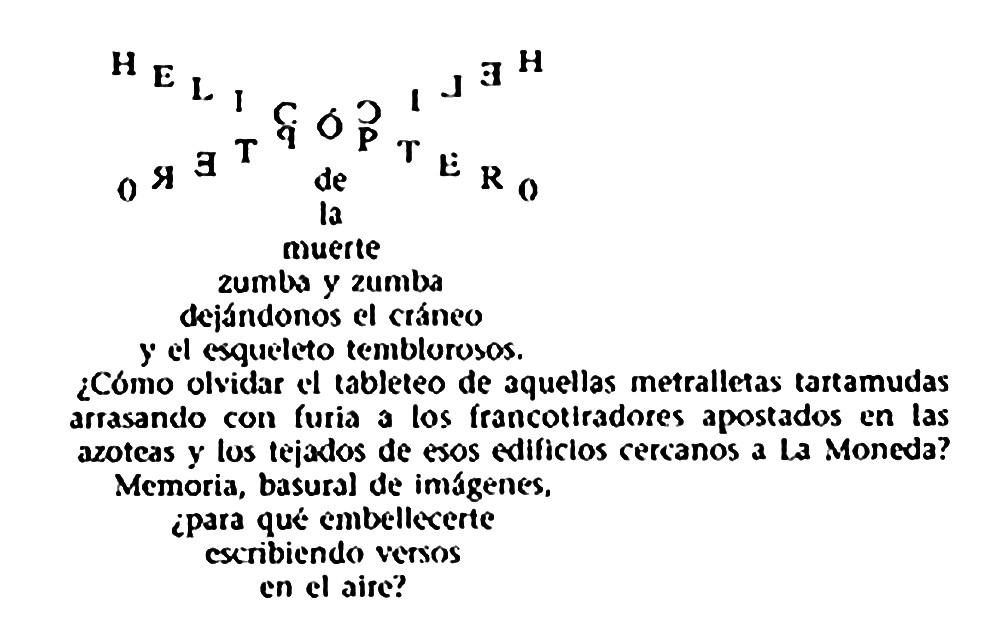 HELICÓPTERO
HELICÓPTERO
de
la
muerte
zumba y zumba
dejándonos el cráneo
y el esqueleto temblorosos.
¿Cómo olvidar el tableteo de aquellas metralletas tartamudas
arrasando con furia a los francotiradores apostados en las
azoteas y los tejados de esos edificios cercanos a La Moneda?
Memoria, basural de imágenes,
¿para qué embellecerte
escribiendo versos
en el aire?